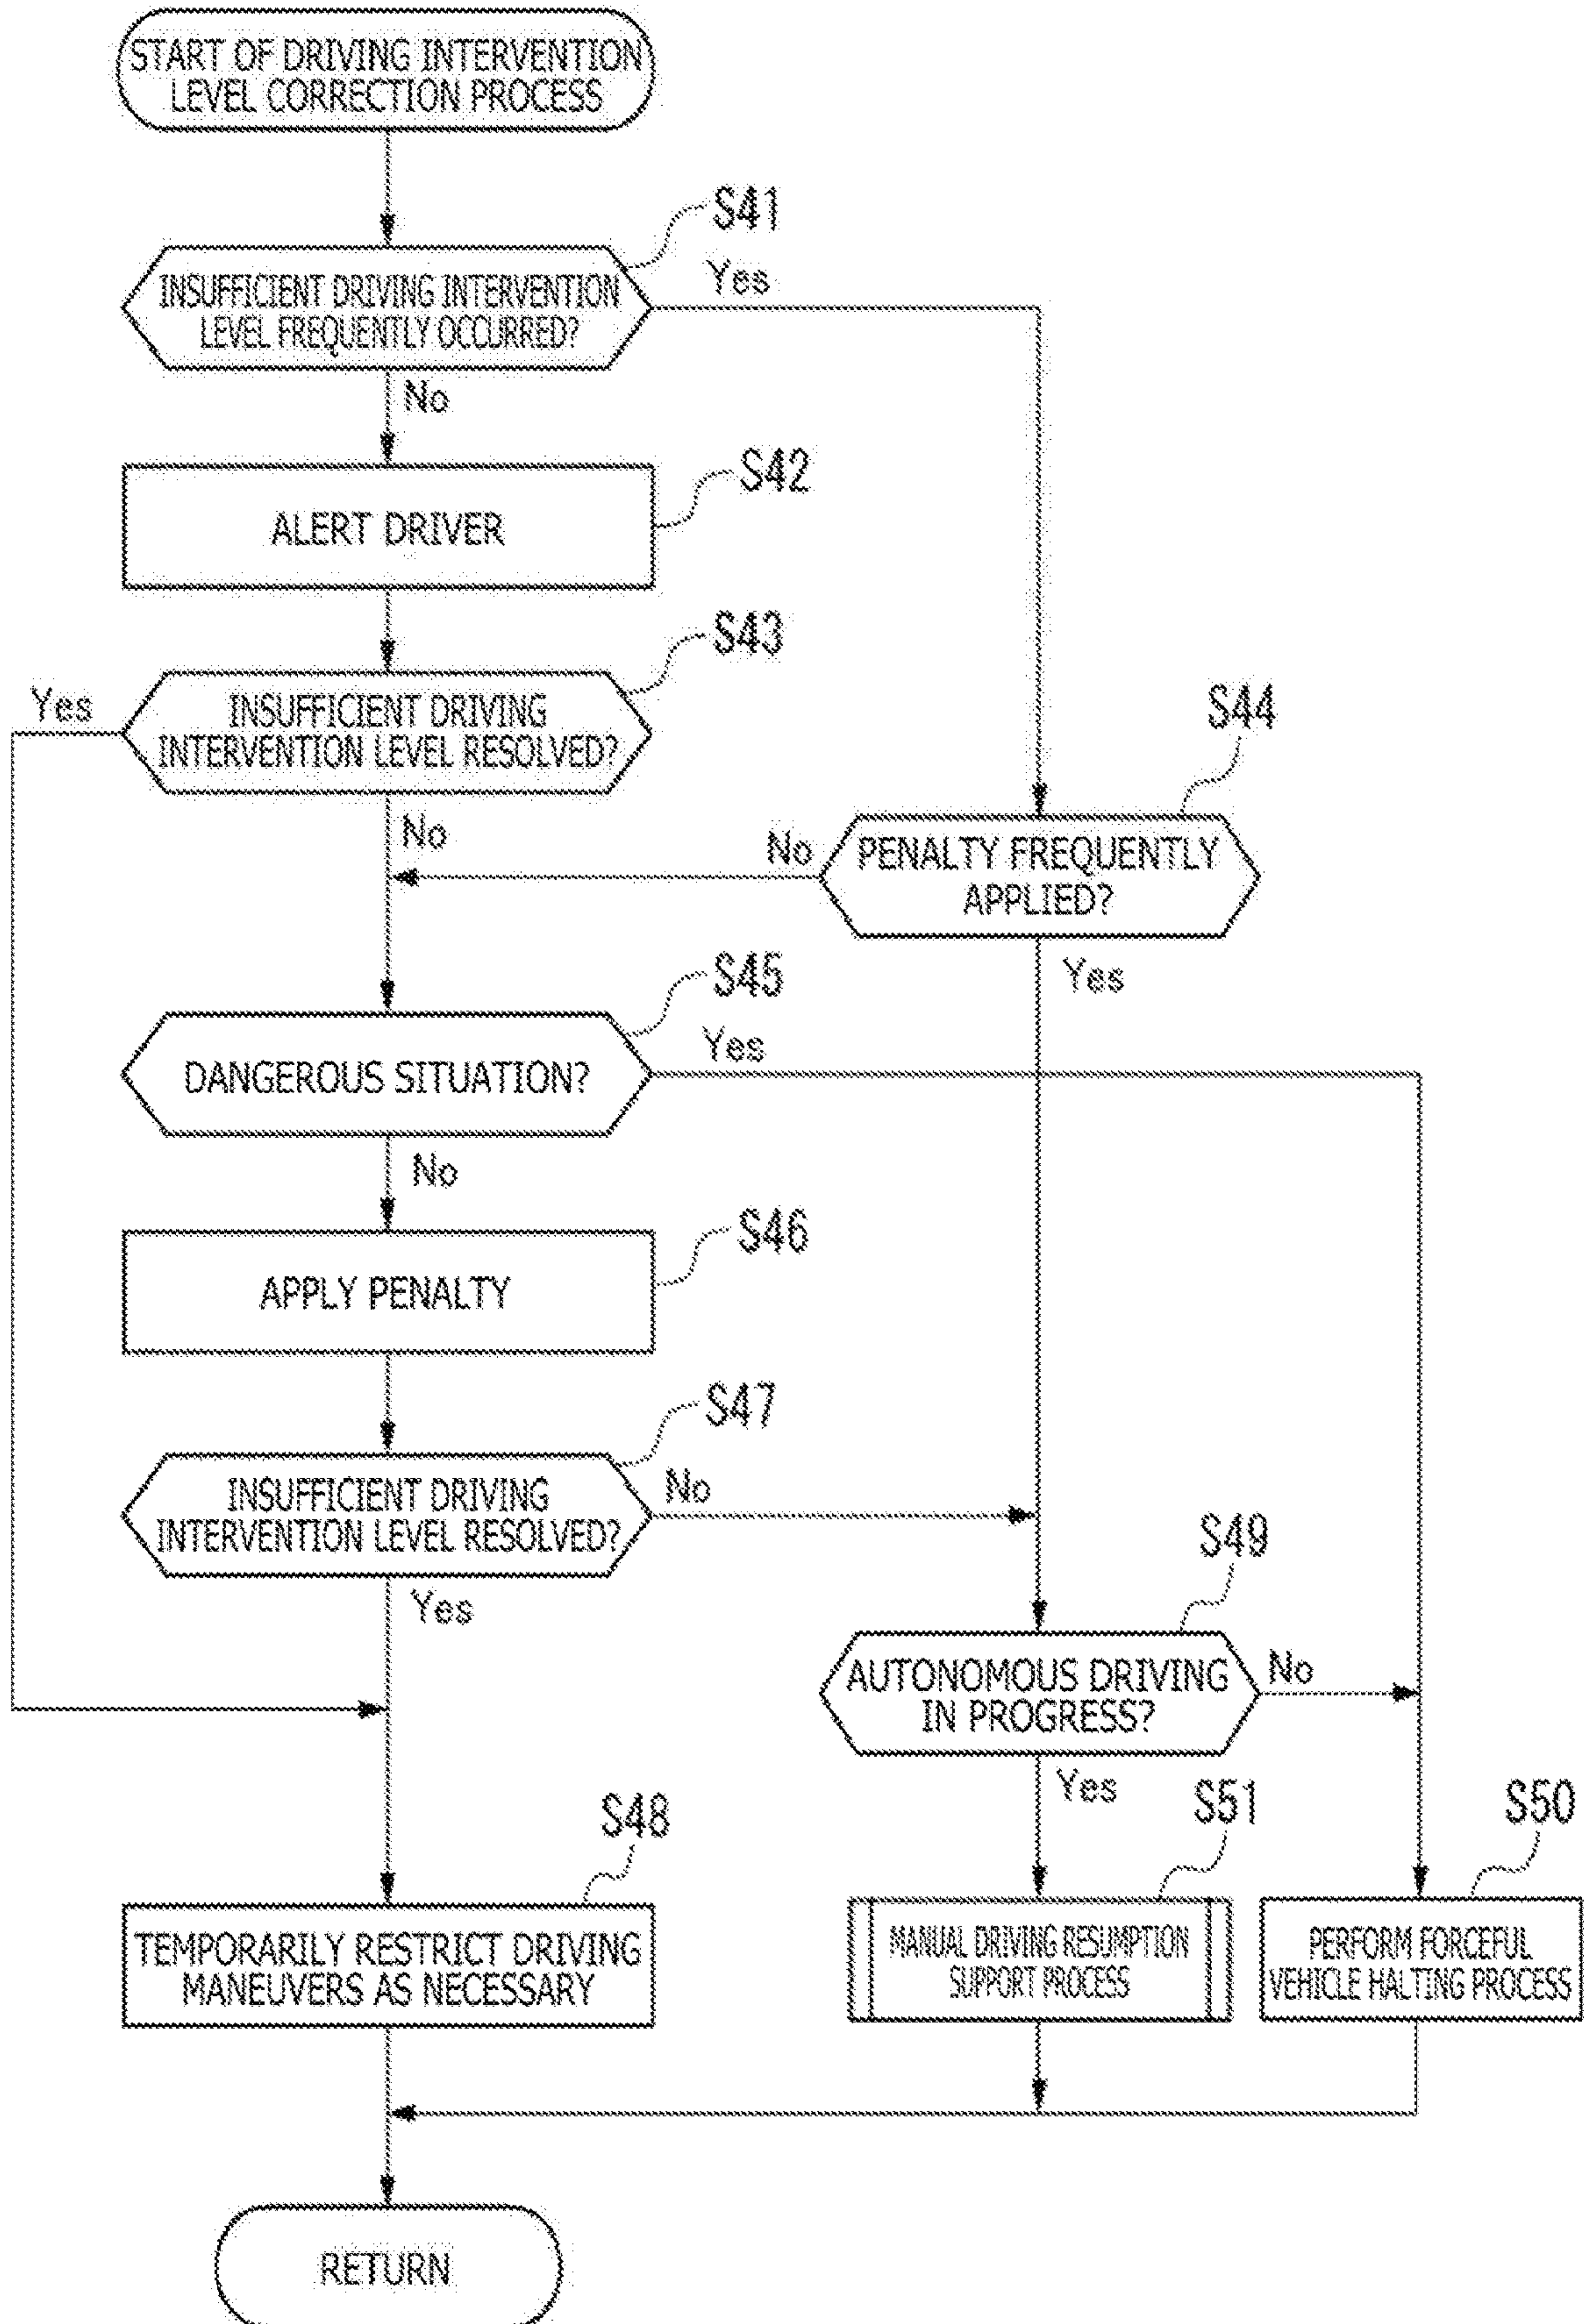 START OF DRIVING INTERVENTION
LEVEL CORRECTION PROCESS
S41
INSUFFICIENT DRIVING INTERVENTION
LEVEL FREQUENTLY OCCURRED?
Yes
No
S42
ALERT DRIVER
S43
Yes
INSUFFICIENT DRIVING
INTERVENTION LEVEL RESOLVED?
No
S44
No
PENALTY FREQUENTLY
APPLIED?
Yes
S45
DANGEROUS SITUATION?
Yes
No
S46
APPLY PENALTY
S47
INSUFFICIENT DRIVING
INTERVENTION LEVEL RESOLVED?
No
Yes
S49
AUTONOMOUS DRIVING
IN PROGRESS?
No
Yes
S48
TEMPORARILY RESTRICT DRIVING
MANEUVERS AS NECESSARY
S51
MANUAL DRIVING RESUMPTION
SUPPORT PROCESS
S50
PERFORM FORCEFUL
VEHICLE HALTING PROCESS
RETURN